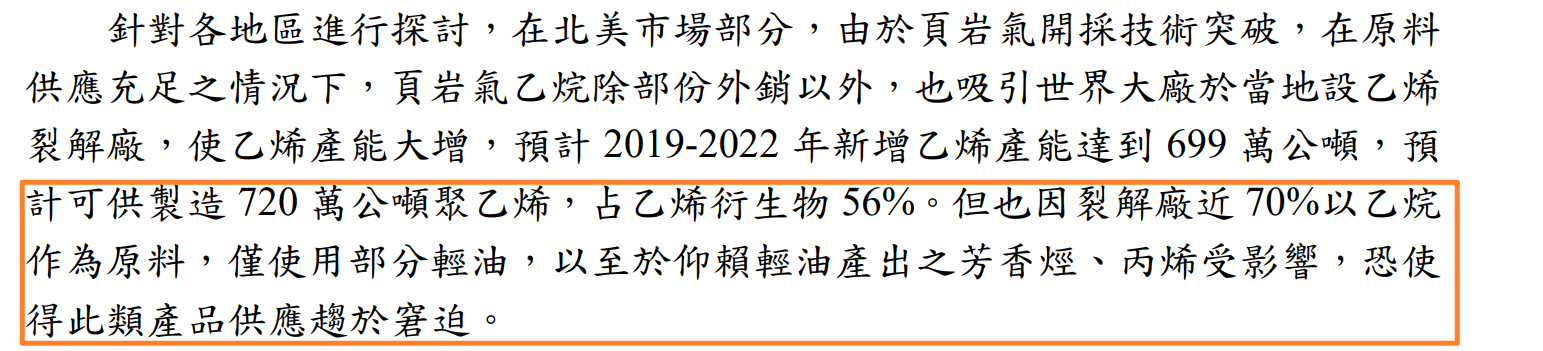 針對各地區進行探討，在北美市場部分，由於頁岩氣開採技術突破，在原料
供應充足之情況下，頁岩氣乙烷除部份外銷以外，也吸引世界大廠於當地設乙烯
裂解廠，使乙烯產能大增，預計 2019-2022 年新增乙烯產能達到 699 萬公噸，預
計可供製造 720 萬公噸聚乙烯，占乙烯衍生物 56%。但也因裂解廠近 70%以乙烷
作為原料，僅使用部分輕油，以至於仰賴輕油產出之芳香烴、丙烯受影響，恐使
得此類產品供應趨於窘迫。